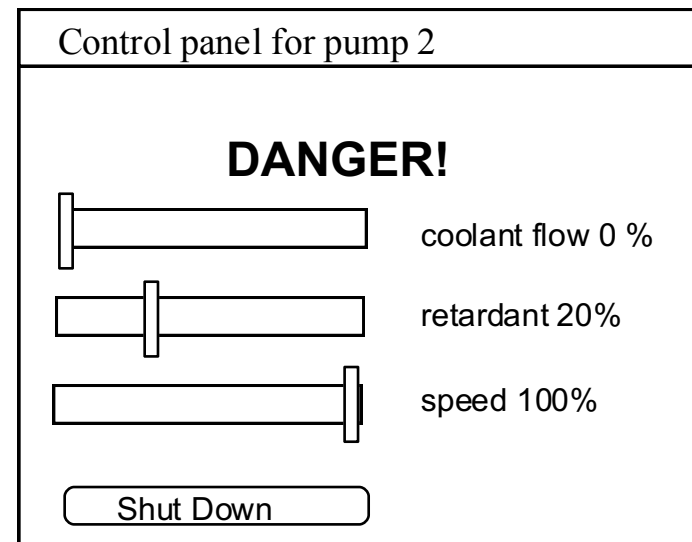 Control panel for pump 2
DANGER!
coolant flow 0 %
retardant 20%
speed 100%
Shut Down